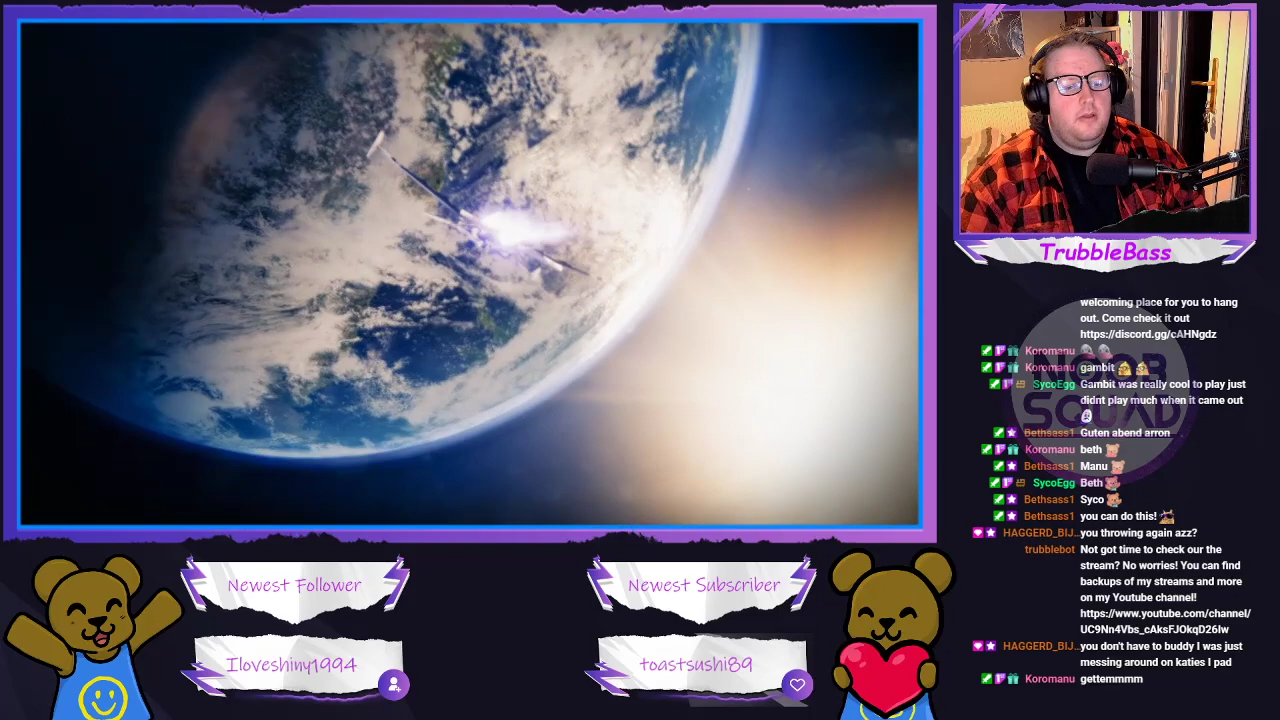 TrubbleBass
welcoming place for you to hang
out. Come check it out
https://discord.gg/cAHNgdz
Koromanu
Koromanu gambit
SycoEgg Gambit was really cool to play just
didnt play much when it came out
Bethsass1 Guten abend arron
Koromanu beth
Bethsass1 Manu
SycoEgg Beth
Bethsass1 Syco
Bethsass1 you can do this!
HAGGERD_BIJ... you throwing again azz?
trubblebot Not got time to check our the
stream? No worries! You can find
backups of my streams and more
on my Youtube channel!
https://www.youtube.com/channel/
UC9Nn4Vbs_cAksFJOkqD26Iw
HAGGERD_BIJ... you don't have to buddy I was just
messing around on katies I pad
Koromanu gettemmmm
NOOB
SQUAD
Newest Follower
Iloveshiny1994
Newest Subscriber
toastsushi89